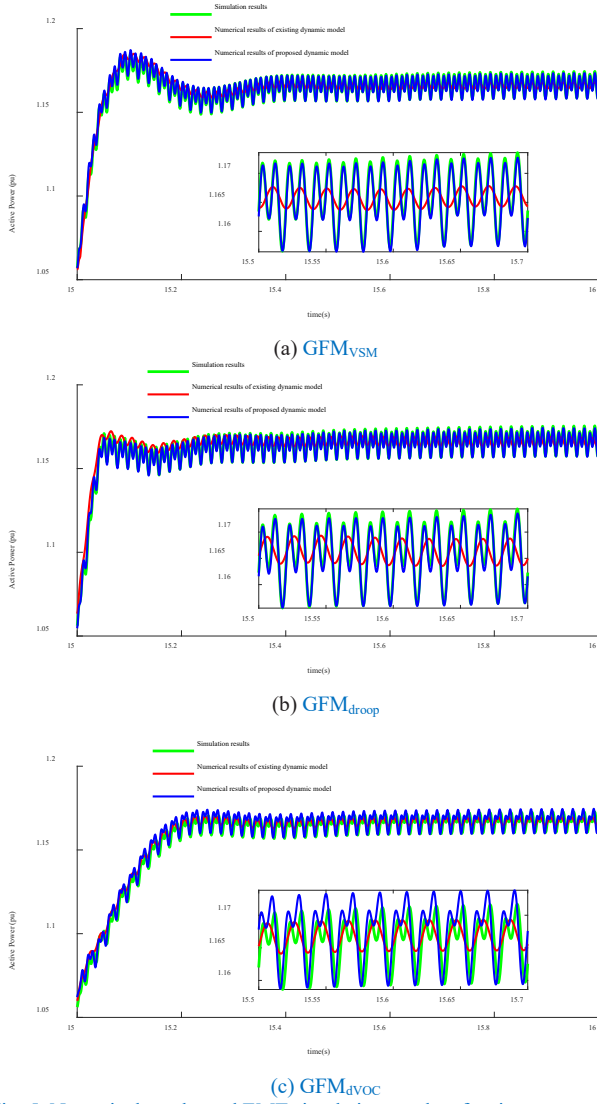 Simulation results
Numerical results of existing dynamic model
Numerical results of proposed dynamic model
1.2
1.15
1.1
1.05
Active Power (pu)
1.17
1.165
1.16
15.5 15.55 15.6 15.65 15.7
15 15.2 15.4 15.6 15.8 16
time(s)
(a) GFMVSM
Simulation results
Numerical results of existing dynamic model
Numerical results of proposed dynamic model
1.2
1.15
1.1
1.05
Active Power (pu)
1.17
1.165
1.16
15.5 15.55 15.6 15.65 15.7
15 15.2 15.4 15.6 15.8 16
time(s)
(b) GFMdroop
Simulation results
Numerical results of existing dynamic model
Numerical results of proposed dynamic model
1.2
1.15
1.1
1.05
Active Power (pu)
1.17
1.165
1.16
15.5 15.55 15.6 15.65 15.7
15 15.2 15.4 15.6 15.8 16
time(s)
(c) GFMdVOC